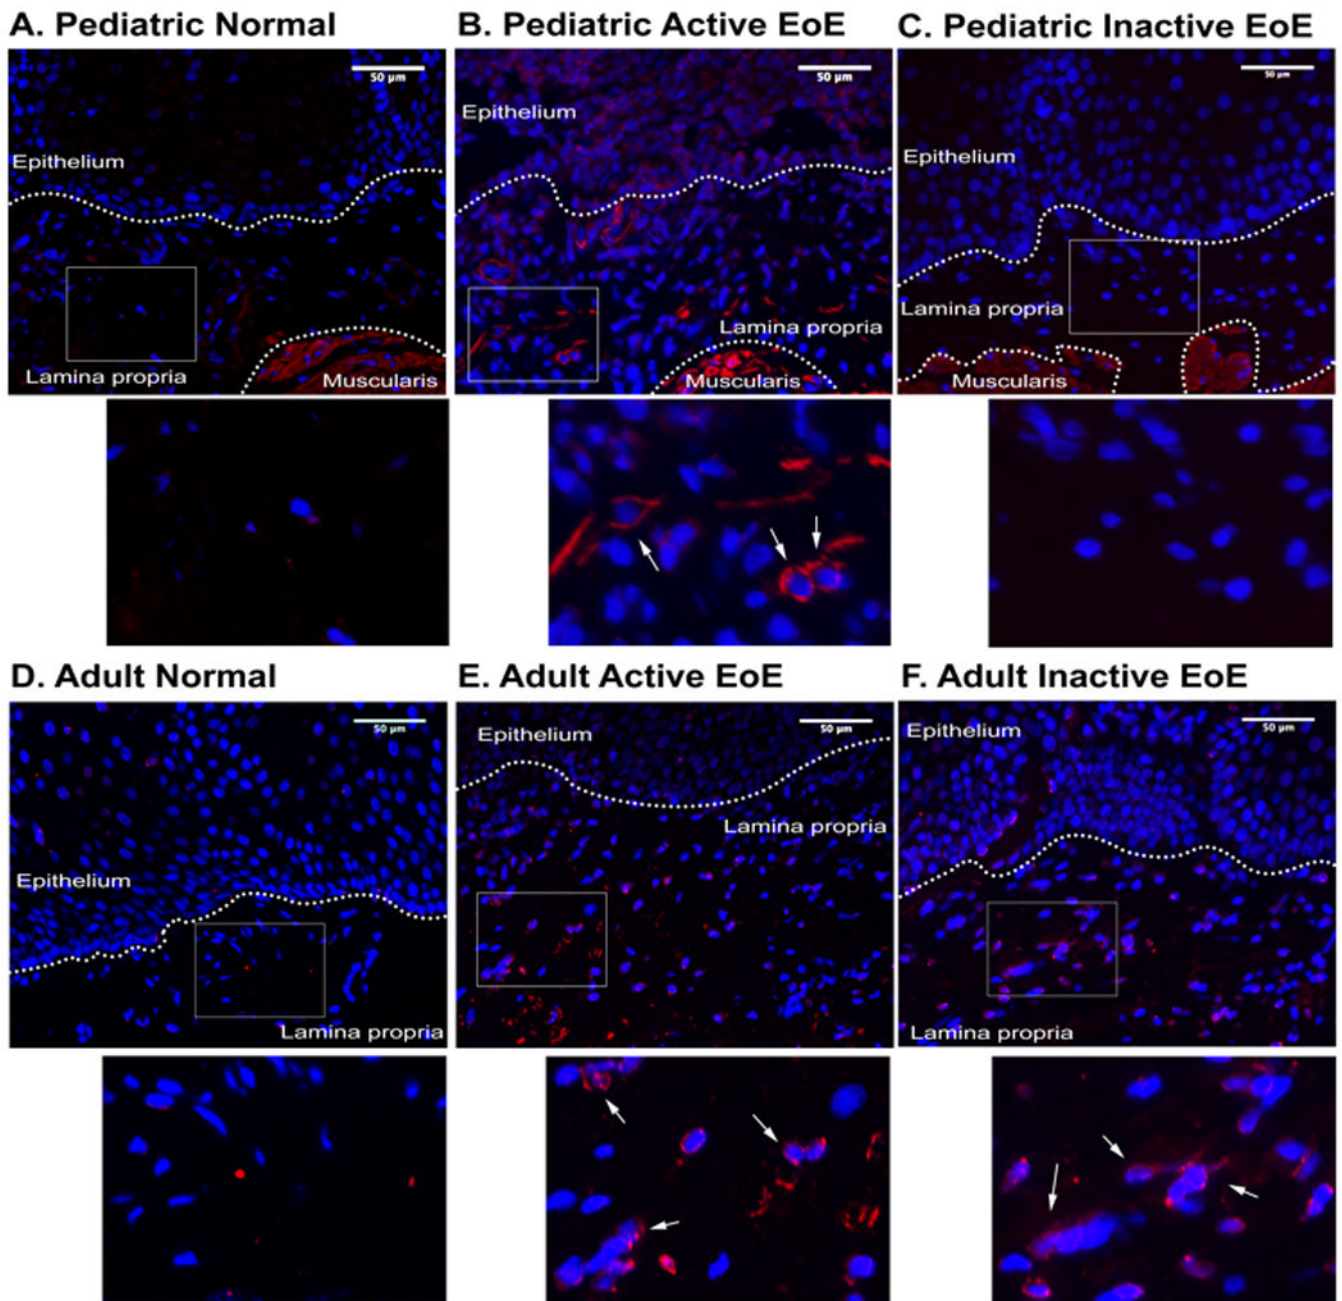 A. Pediatric Normal
B. Pediatric Active EoE
C. Pediatric Inactive EoE
50 µm
50 µm
50 µm
Epithelium
Epithelium
Epithelium
Lamina propria
Muscularis
Lamina propria
Muscularis
Lamina propria
Muscularis
D. Adult Normal
E. Adult Active EoE
F. Adult Inactive EoE
50 µm
50 µm
50 µm
Epithelium
Epithelium
Epithelium
Lamina propria
Lamina propria
Lamina propria